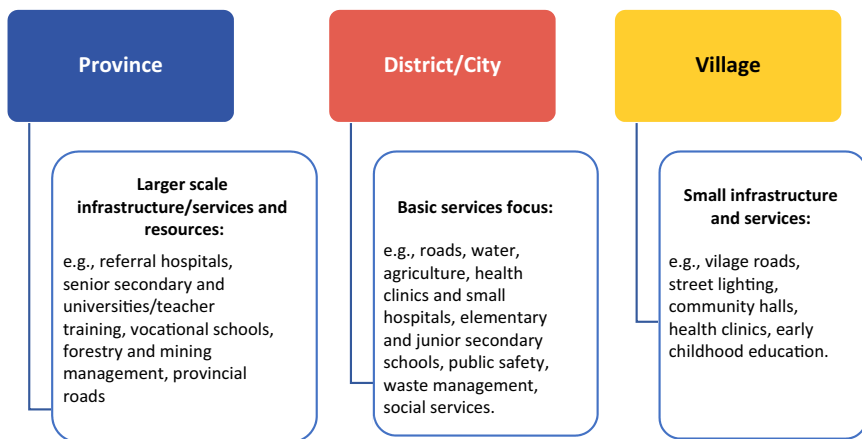 Province
Larger scale
infrastructure/services and
resources:
e.g., referral hospitals,
senior secondary and
universities/teacher
training, vocational schools,
forestry and mining
management, provincial
roads
District/City
Basic services focus:
e.g., roads, water,
agriculture, health
clinics and small
hospitals, elementary
and junior secondary
schools, public safety,
waste management,
social services.
Village
Small infrastructure
and services:
e.g., vilage roads,
street lighting,
community halls,
health clinics, early
childhood education.